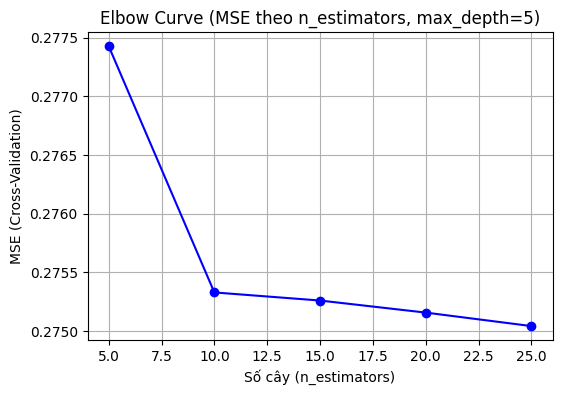 Elbow Curve (MSE theo n_estimators, max_depth=5)
0.2775
0.2770
0.2765
0.2760
0.2755
0.2750
MSE (Cross-Validation)
5.0 7.5 10.0 12.5 15.0 17.5 20.0 22.5 25.0
Số cây (n_estimators)